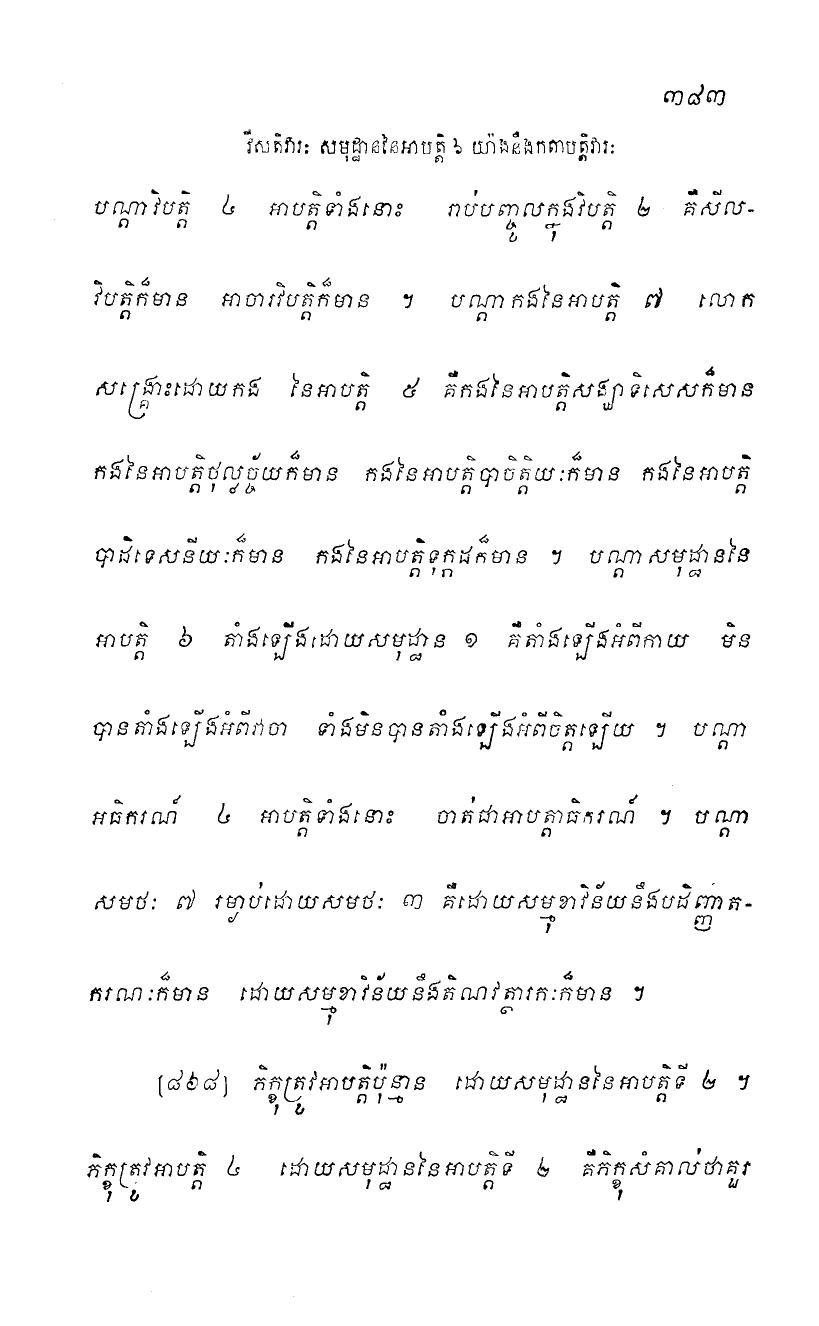 ៣៨៣
វីសតិវារៈ សមុដ្ឋាននៃអាបត្តិ ៦ យ៉ាងនឹងកតាបត្តិវារៈ
បណ្តាវិបត្តិ ៤ អាបត្តិទាំងនោះ រាប់បញ្ចូលក្នុងវិបត្តិ ២ គឺសីល-
វិបត្តិក៏មាន អាចារវិបត្តិក៏មាន ។ បណ្តាកងនៃអាបត្តិ ៧ លោក
សង្គ្រោះដោយកង នៃអាបត្តិ ៥ គឺកងនៃអាបត្តិសង្ឃាទិសេសក៏មាន
កងនៃអាបត្តិថុល្លច្ច័យក៏មាន កងនៃអាបត្តិបាចិត្តិយៈក៏មាន កងនៃអាបត្តិ
បាដិទេសនីយៈក៏មាន កងនៃអាបត្តិទុក្កដក៏មាន ។ បណ្តាសមុដ្ឋាននៃ
អាបត្តិ ៦ តាំងឡើងដោយសមុដ្ឋាន ១ គឺតាំងឡើងអំពីកាយ មិន
បានតាំងឡើងអំពីវាចា ទាំងមិនបានតាំងឡើងអំពីចិត្តឡើយ ។ បណ្តា
អធិករណ៍ ៤ អាបត្តិទាំងនោះ ចាត់ជាអាបត្តាធិករណ៍ ។ បណ្តា
សមថៈ ៧ រម្ងាប់ដោយសមថៈ ៣ គឺដោយសម្មុខាវិន័យនឹងបដិញ្ញាត-
ករណៈក៏មាន ដោយសម្មុខាវិន័យនឹងតិណវត្ថារកៈក៏មាន ។
[៨៦៨] ភិក្ខុត្រូវអាបត្តិប៉ុន្មាន ដោយសមុដ្ឋាននៃអាបត្តិទី ២ ។
ភិក្ខុត្រូវអាបត្តិ ៤ ដោយសមុដ្ឋាននៃអាបត្តិទី ២ គឺភិក្ខុសំគាល់ថាគួរ